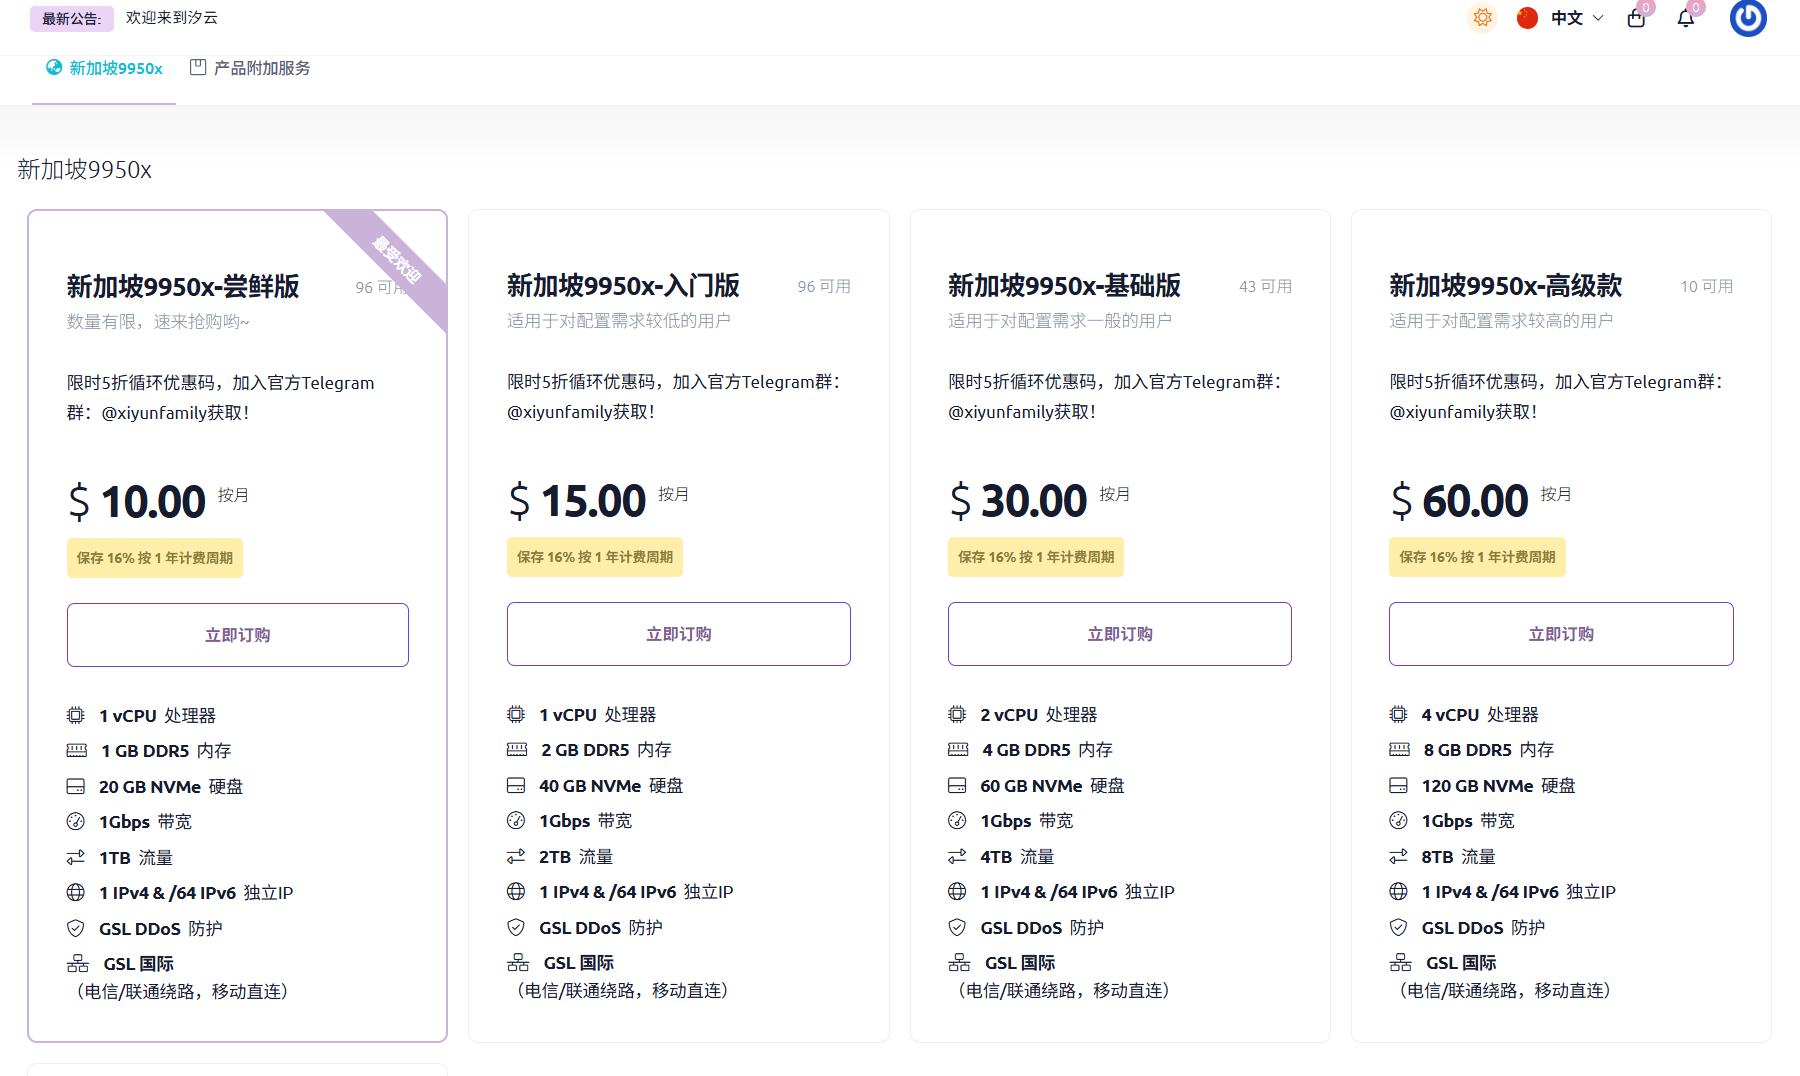 最新公告:
欢迎来到汐云
中文
0
0
新加坡9950x
产品附加服务
新加坡9950x
最受欢迎
新加坡9950x-尝鲜版
96 可用
数量有限，速来抢购哟~
限时5折循环优惠码，加入官方Telegram
群：@xiyunfamily获取！
$ 10.00 按月
保存 16% 按 1 年计费周期
立即订购
1 vCPU 处理器
1 GB DDR5 内存
20 GB NVMe 硬盘
1Gbps 带宽
1TB 流量
1 IPv4 & /64 IPv6 独立IP
GSL DDoS 防护
GSL 国际
（电信/联通绕路，移动直连）
新加坡9950x-入门版
96 可用
适用于对配置需求较低的用户
限时5折循环优惠码，加入官方Telegram群：
@xiyunfamily获取！
$ 15.00 按月
保存 16% 按 1 年计费周期
立即订购
1 vCPU 处理器
2 GB DDR5 内存
40 GB NVMe 硬盘
1Gbps 带宽
2TB 流量
1 IPv4 & /64 IPv6 独立IP
GSL DDoS 防护
GSL 国际
（电信/联通绕路，移动直连）
新加坡9950x-基础版
43 可用
适用于对配置需求一般的用户
限时5折循环优惠码，加入官方Telegram群：
@xiyunfamily获取！
$ 30.00 按月
保存 16% 按 1 年计费周期
立即订购
2 vCPU 处理器
4 GB DDR5 内存
60 GB NVMe 硬盘
1Gbps 带宽
4TB 流量
1 IPv4 & /64 IPv6 独立IP
GSL DDoS 防护
GSL 国际
（电信/联通绕路，移动直连）
新加坡9950x-高级款
10 可用
适用于对配置需求较高的用户
限时5折循环优惠码，加入官方Telegram群：
@xiyunfamily获取！
$ 60.00 按月
保存 16% 按 1 年计费周期
立即订购
4 vCPU 处理器
8 GB DDR5 内存
120 GB NVMe 硬盘
1Gbps 带宽
8TB 流量
1 IPv4 & /64 IPv6 独立IP
GSL DDoS 防护
GSL 国际
（电信/联通绕路，移动直连）